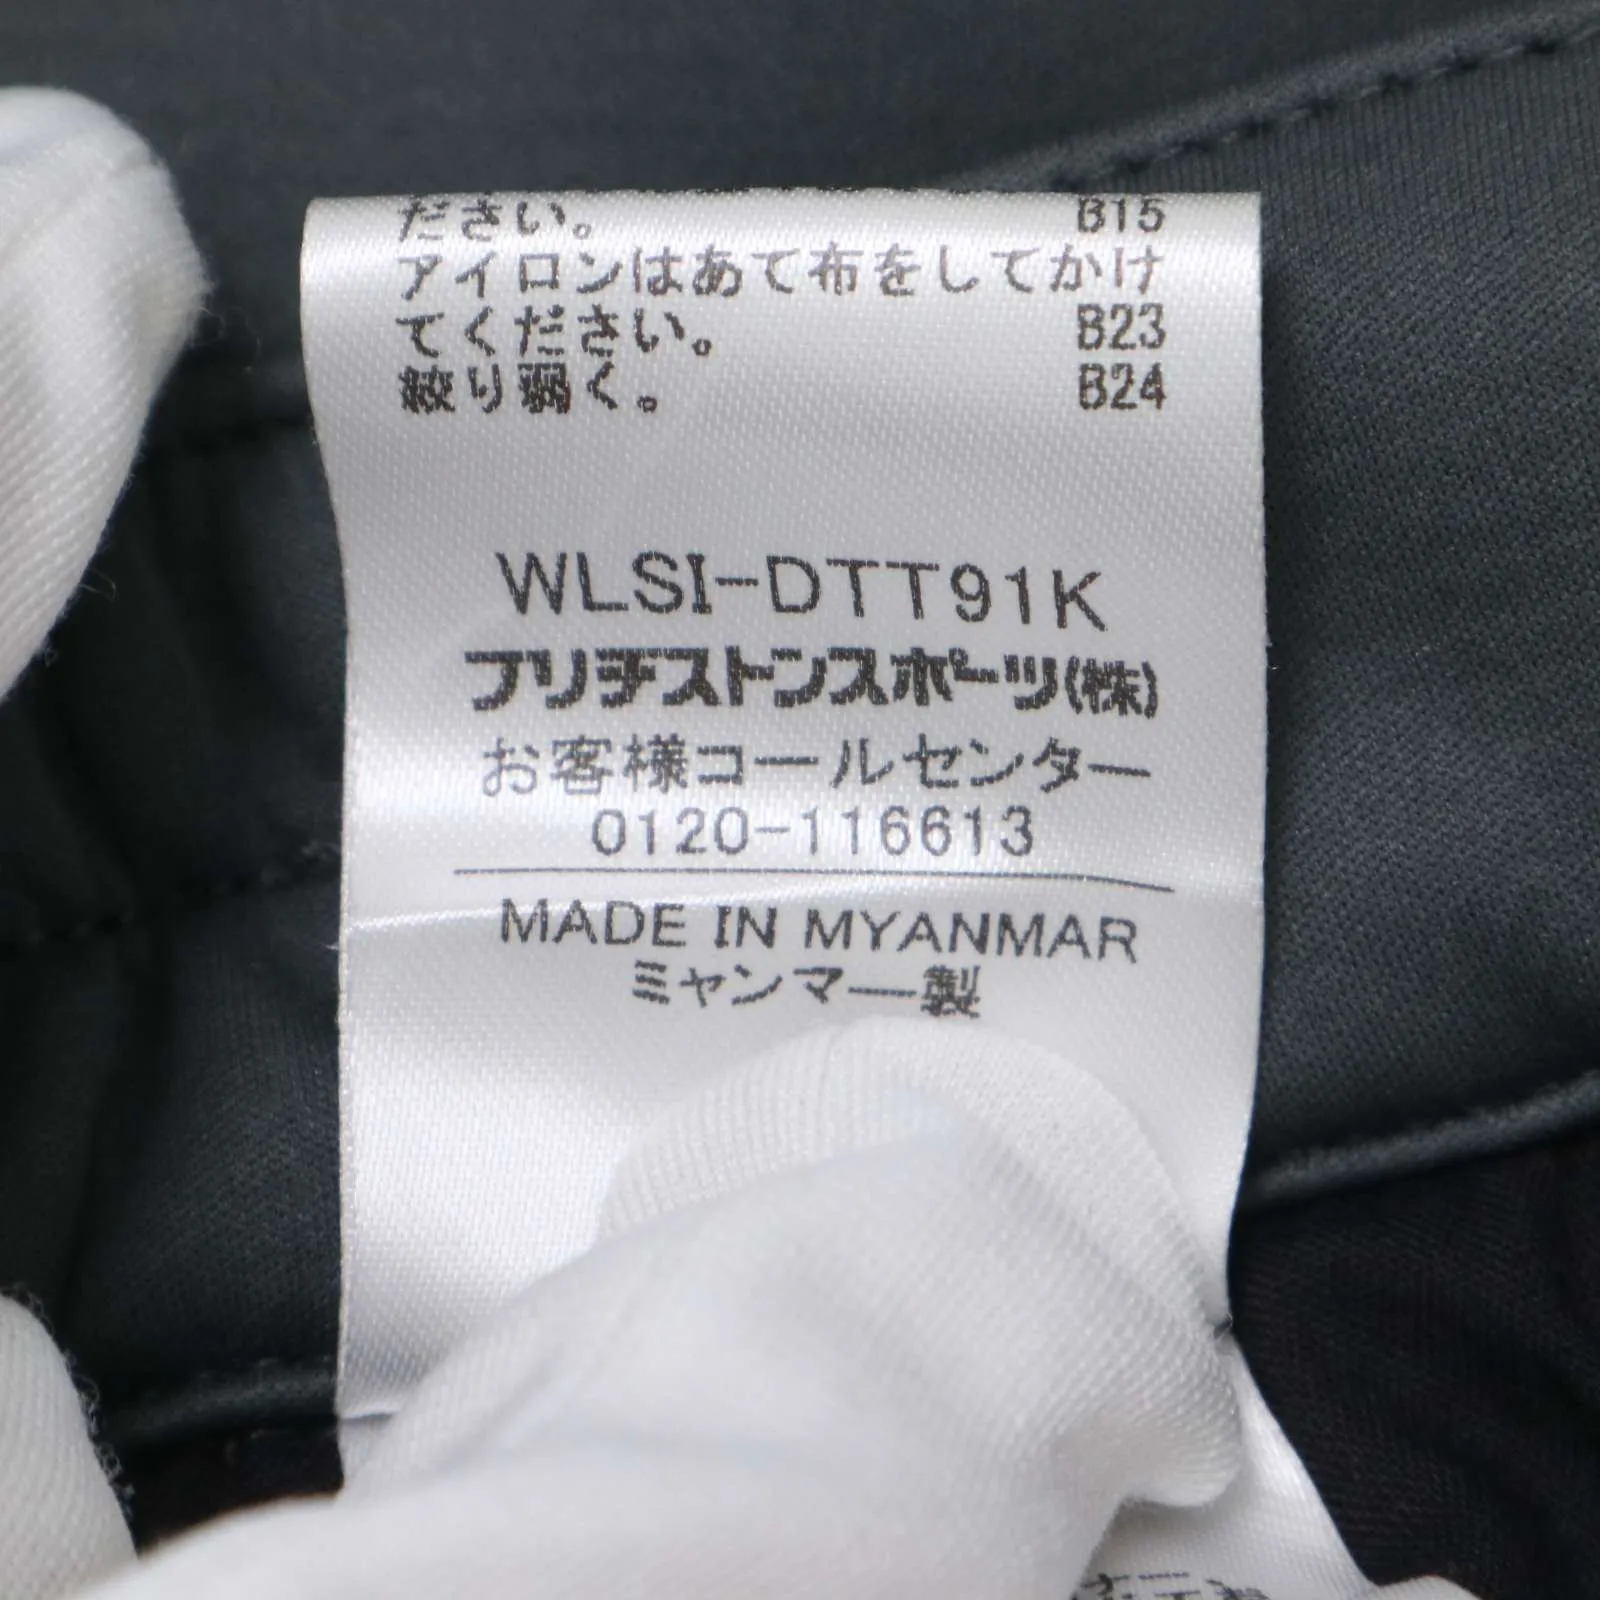 ださい。 B15
アイロンはあて布をしてかけ
てください。 B23
絞り弱く。 B24
WLSI-DTT91K
ブリヂストンスポーツ(株)
お客様コールセンター
0120-116613
MADE IN MYANMAR
ミャンマー製